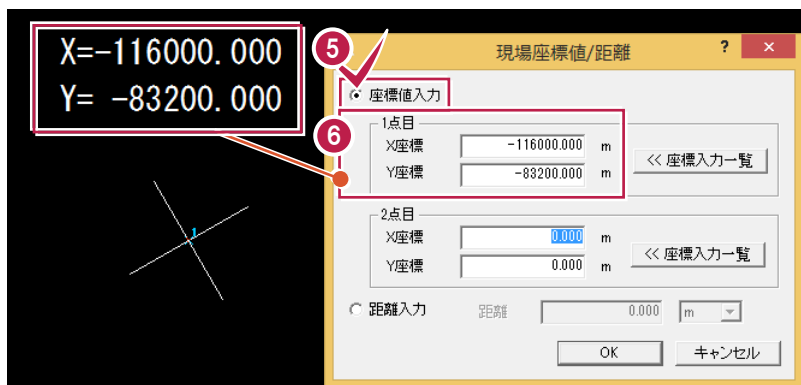 X=-116000.000
Y= -83200.000
5
現場座標値/距離
?
×
座標値入力
6
1点目
X座標 -116000.000 m
Y座標 -83200.000 m
<< 座標入力一覧
1
2点目
X座標 0.000 m
Y座標 0.000 m
<< 座標入力一覧
距離入力 距離 0.000 m
OK キャンセル